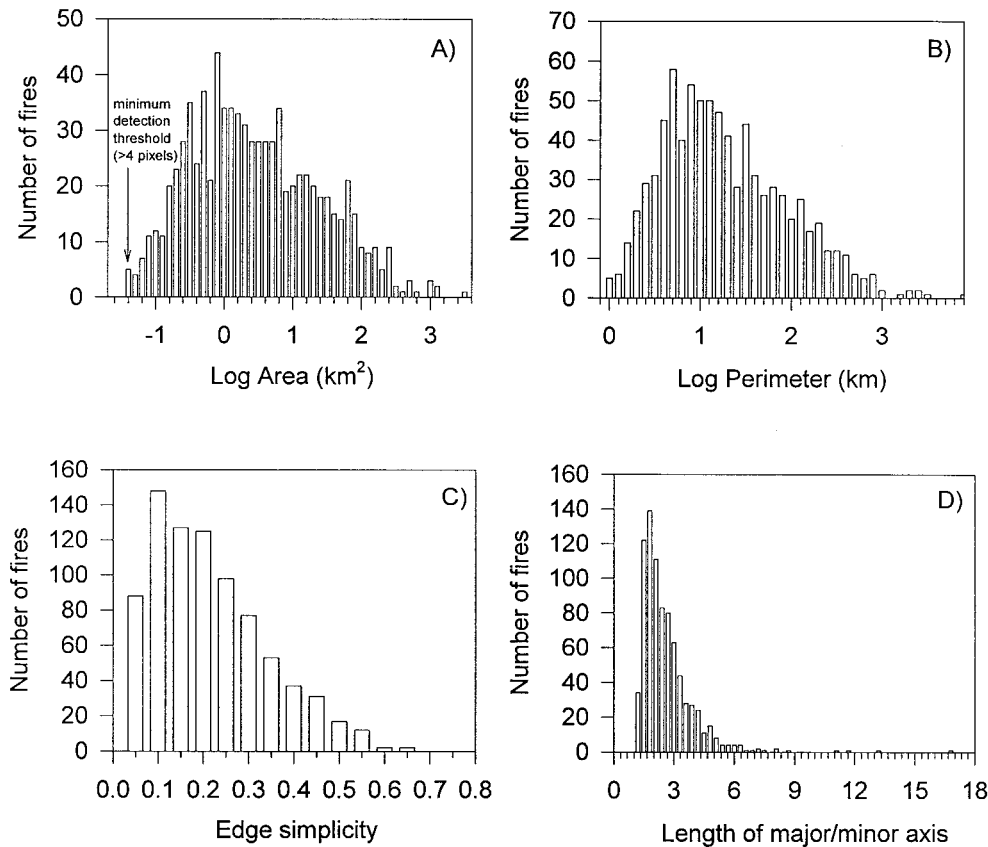 A)
Number of fires
50
40
30
20
10
0
minimum
detection
threshold
(>4 pixels)
-1 0 1 2 3
Log Area (km²)
B)
Number of fires
70
60
50
40
30
20
10
0
0 1 2 3
Log Perimeter (km)
C)
Number of fires
160
140
120
100
80
60
40
20
0
0.0 0.1 0.2 0.3 0.4 0.5 0.6 0.7 0.8
Edge simplicity
D)
Number of fires
160
140
120
100
80
60
40
20
0
0 3 6 9 12 15 18
Length of major/minor axis